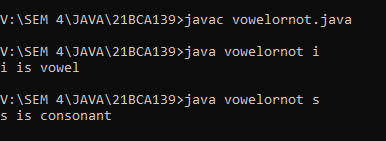 V:\SEM 4\JAVA\21BCA139>javac vowelornot.java
V:\SEM 4\JAVA\21BCA139>java vowelornot i
i is vowel
V:\SEM 4\JAVA\21BCA139>java vowelornot s
s is consonant